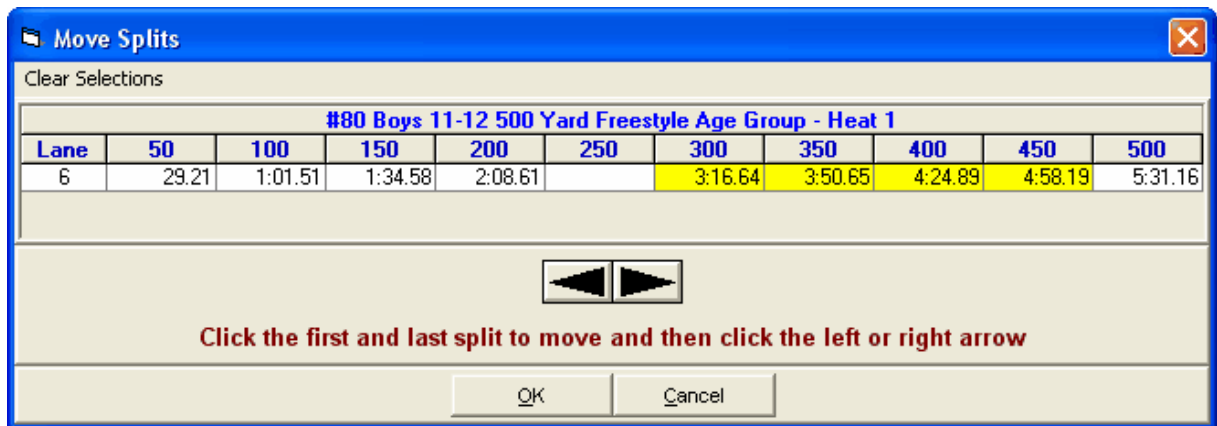 Move Splits
Clear Selections
#80 Boys 11-12 500 Yard Freestyle Age Group - Heat 1
Lane 50 100 150 200 250 300 350 400 450 500
6 29.21 1:01.51 1:34.58 2:08.61 3:16.64 3:50.65 4:24.89 4:58.19 5:31.16
Click the first and last split to move and then click the left or right arrow
OK Cancel